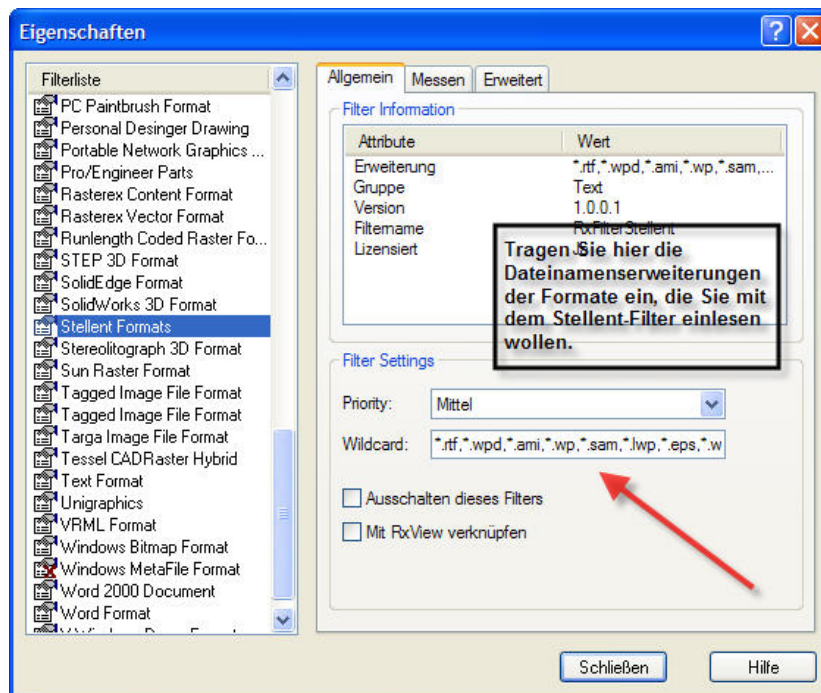 Eigenschaften
Filterliste
PC Paintbrush Format
Personal Desinger Drawing
Portable Network Graphics ...
Pro/Engineer Parts
Rasterex Content Format
Rasterex Vector Format
Runlength Coded Raster Fo...
STEP 3D Format
SolidEdge Format
SolidWorks 3D Format
Stellent Formats
Stereolitograph 3D Format
Sun Raster Format
Tagged Image File Format
Tagged Image File Format
Targa Image File Format
Tessel CADRaster Hybrid
Text Format
Unigraphics
VRML Format
Windows Bitmap Format
Windows MetaFile Format
Word 2000 Document
Word Format
Allgemein Messen Erweitert
Filter Information
Attribute Wert
Erweiterung *.rtf,*.wpd,*.ami,*.wp,*.sam,...
Gruppe Text
Version 1.0.0.1
Filtername RxFilterStellent
Lizensiert
Tragen Sie hier die
Dateinamenserweiterungen
der Formate ein, die Sie mit
dem Stellent-Filter einlesen
wollen.
Filter Settings
Priority: Mittel
Wildcard: *.rtf,*.wpd,*.ami,*.wp,*.sam,*.lwp,*.eps,*.w
Ausschalten dieses Filters
Mit RxView verknüpfen
Schließen Hilfe